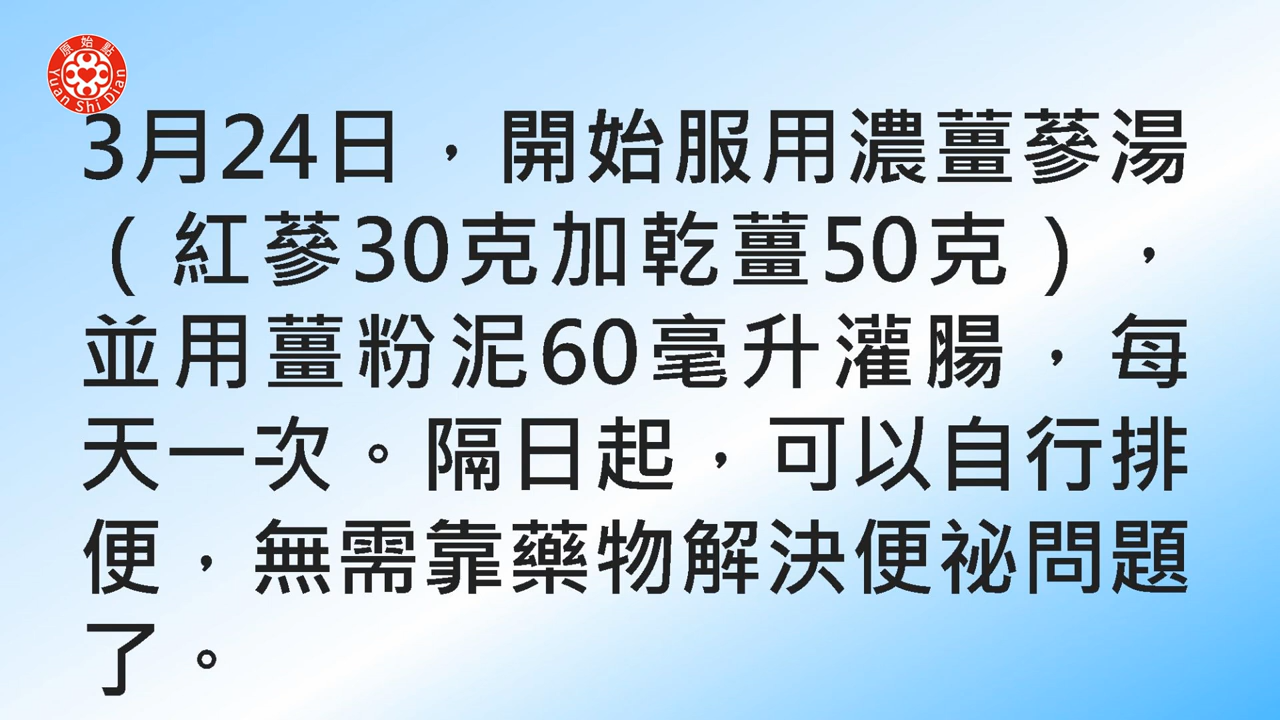 原始點
Yuan Shi Dian
3月24日，開始服用濃薑蔘湯
（紅蔘30克加乾薑50克），
並用薑粉泥60毫升灌腸，每
天一次。隔日起，可以自行排
便，無需靠藥物解決便祕問題
了。